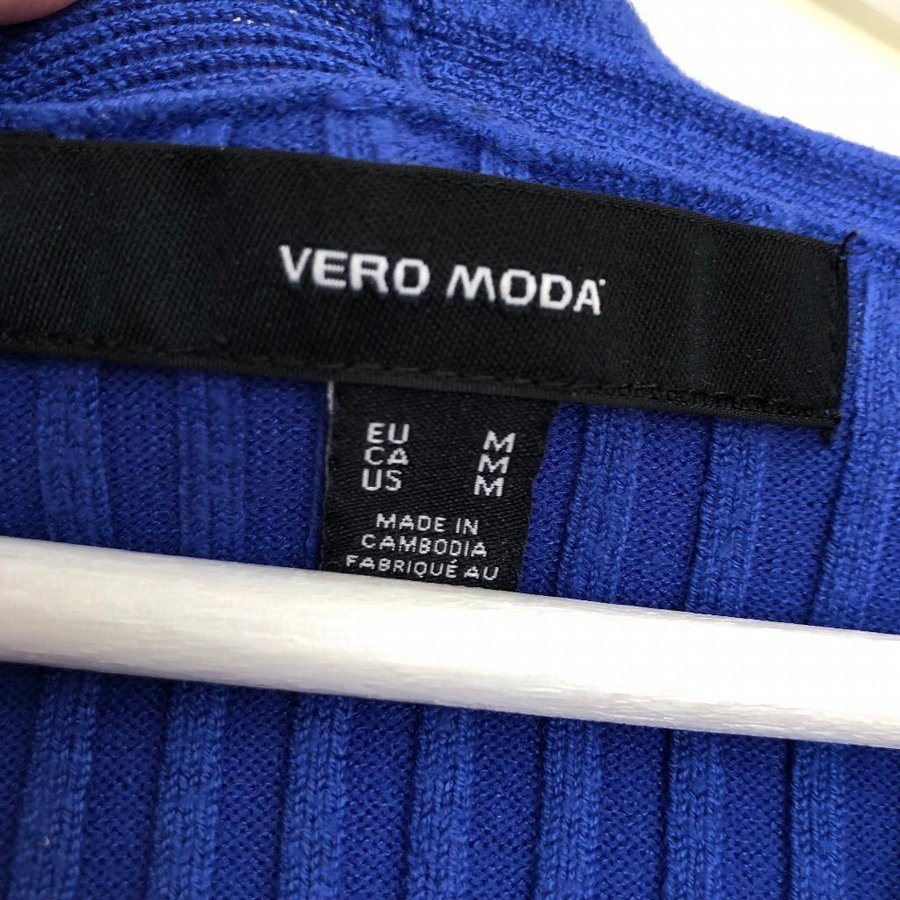 VERO MODA
EU M
CA M
US M
MADE IN
CAMBODIA
FABRIQUÉ AU